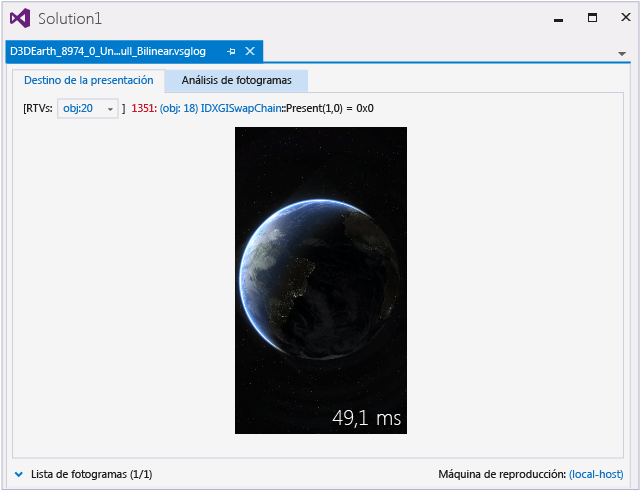 Solution1
D3DEarth_8974_0_Un...ull_Bilinear.vsglog
Destino de la presentación Análisis de fotogramas
[RTVs: obj:20 ] 1351: (obj: 18) IDXGISwapChain::Present(1,0) = 0x0
49,1 ms
Lista de fotogramas (1/1) Máquina de reproducción: (local-host)